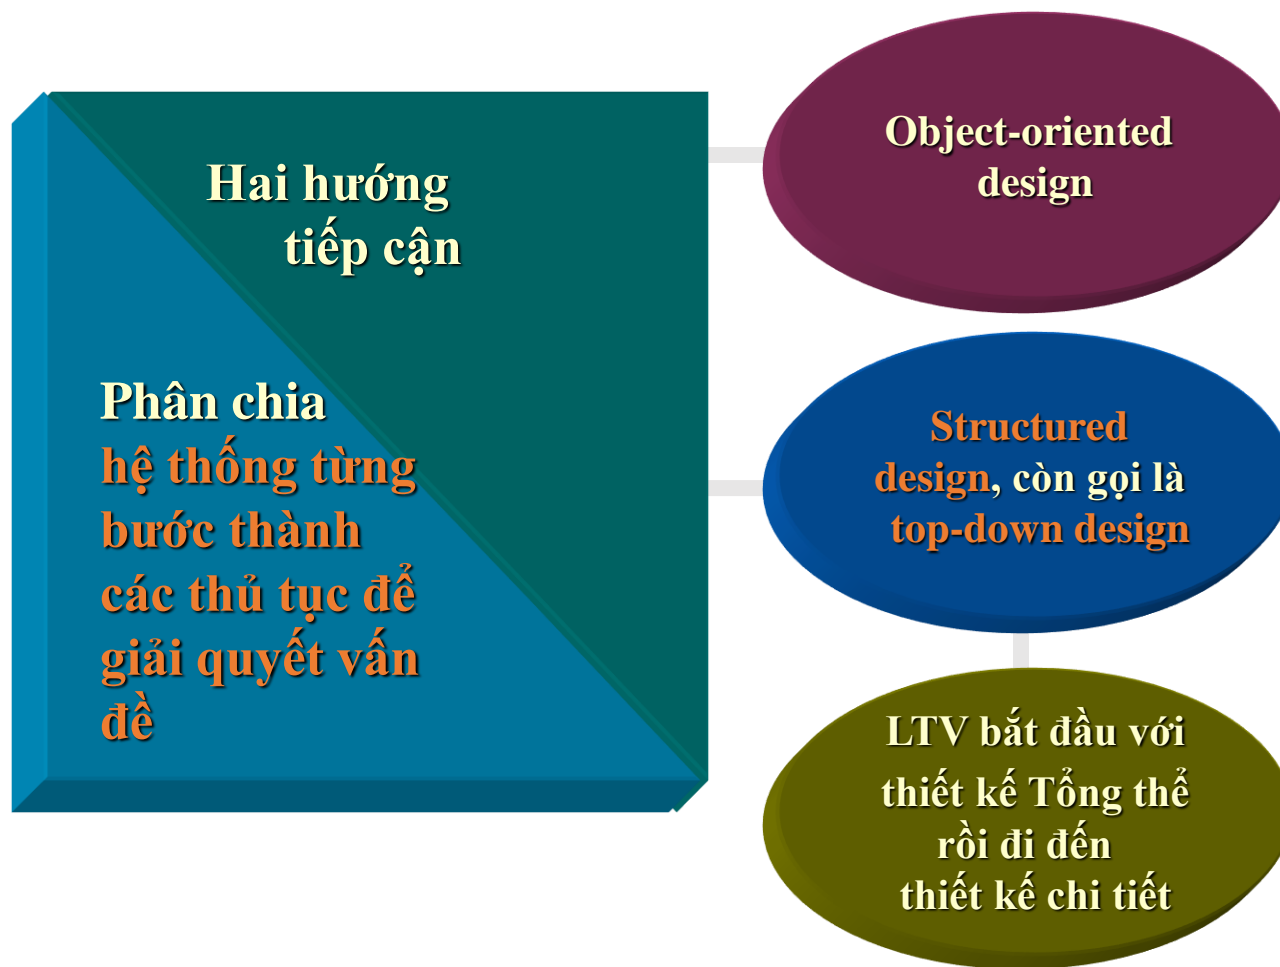 Hai hướng
tiếp cận
Phân chia
hệ thống từng
bước thành
các thủ tục để
giải quyết vấn
đề
Object-oriented
design
Structured
design, còn gọi là
top-down design
LTV bắt đầu với
thiết kế Tổng thể
rồi đi đến
thiết kế chi tiết